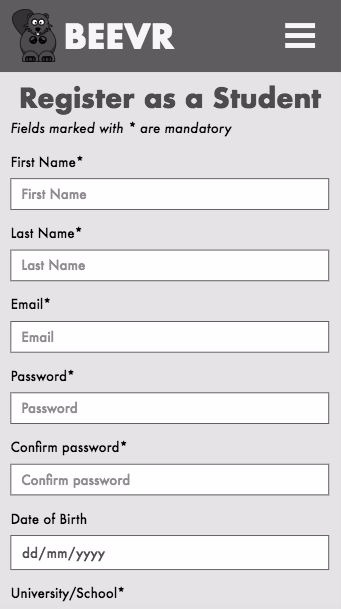 BEEVR
Register as a Student
Fields marked with * are mandatory
First Name*
First Name
Last Name*
Last Name
Email*
Email
Password*
Password
Confirm password*
Confirm password
Date of Birth
dd/mm/yyyy
University/School*